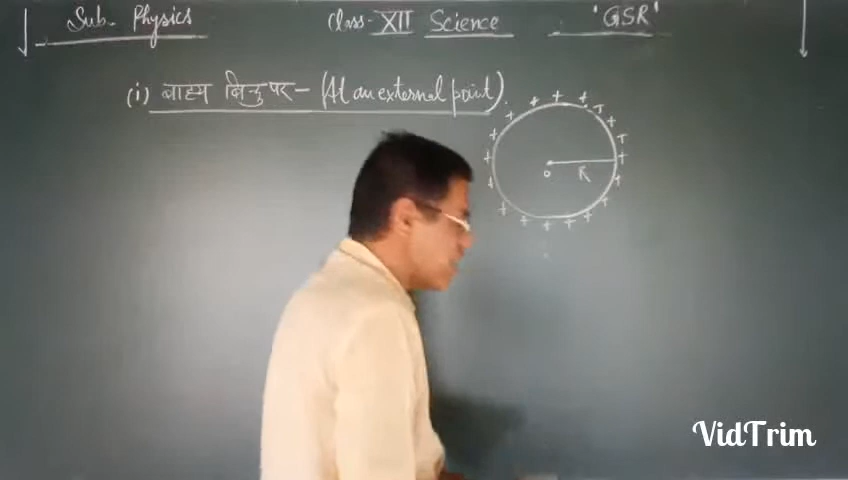 Sub. Physics Class-XII Science 'GSR'
(i) बाह्य बिन्दु पर - (At an external point).
+ + + + + + + + + + + + + + + + + + +
O R
VidTrim